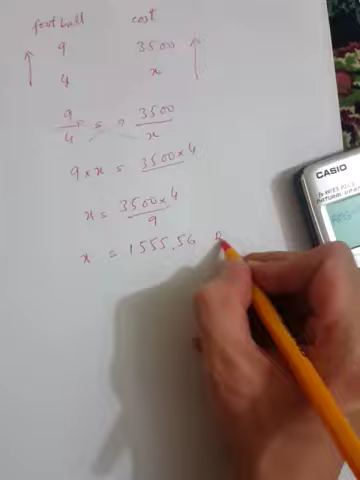 foot ball cost
9 3500
4 x
9/4 = 3500/x
9 × x = 3500 × 4
x = 3500 × 4 / 9
x = 1555.56
CASIO